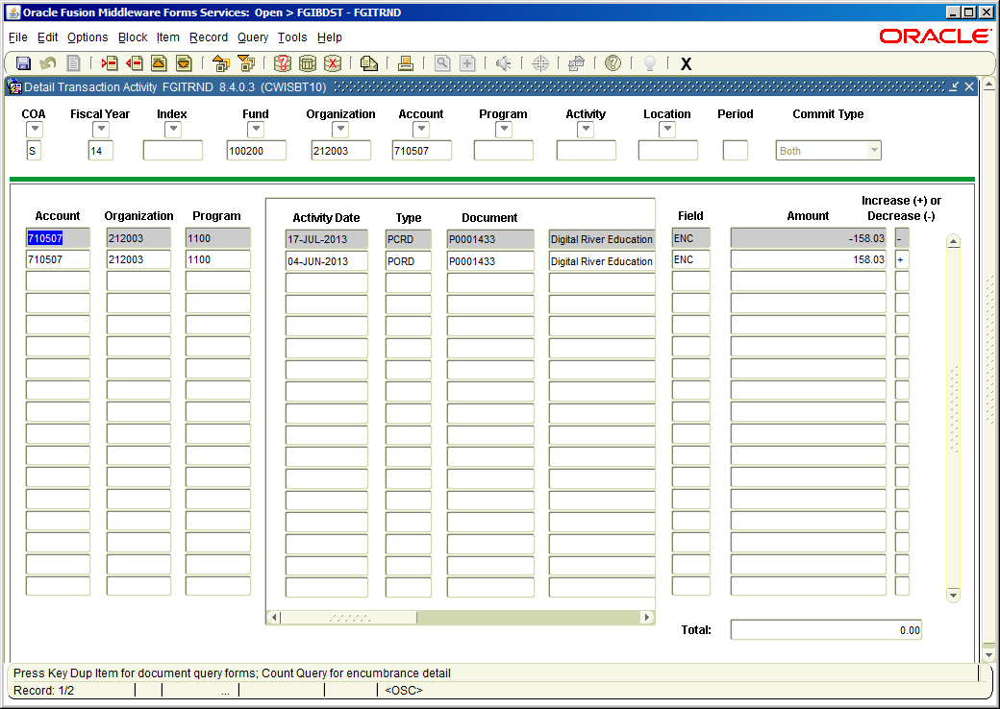 Oracle Fusion Middleware Forms Services: Open > FGIBDST - FGITRND
File Edit Options Block Item Record Query Tools Help
ORACLE
X
Detail Transaction Activity FGITRND 8.4.0.3 (CWISBT10)
COA Fiscal Year Index Fund Organization Account Program Activity Location Period Commit Type
S 14 100200 212003 710507 Both
Increase (+) or
Account Organization Program Activity Date Type Document Field Amount Decrease (-)
710507 212003 1100 17-JUL-2013 PCRD P0001433 Digital River Education ENC -158.03 -
710507 212003 1100 04-JUN-2013 PORD P0001433 Digital River Education ENC 158.03 +
Total: 0.00
Press Key Dup Item for document query forms; Count Query for encumbrance detail
Record: 1/2 ... <OSC>